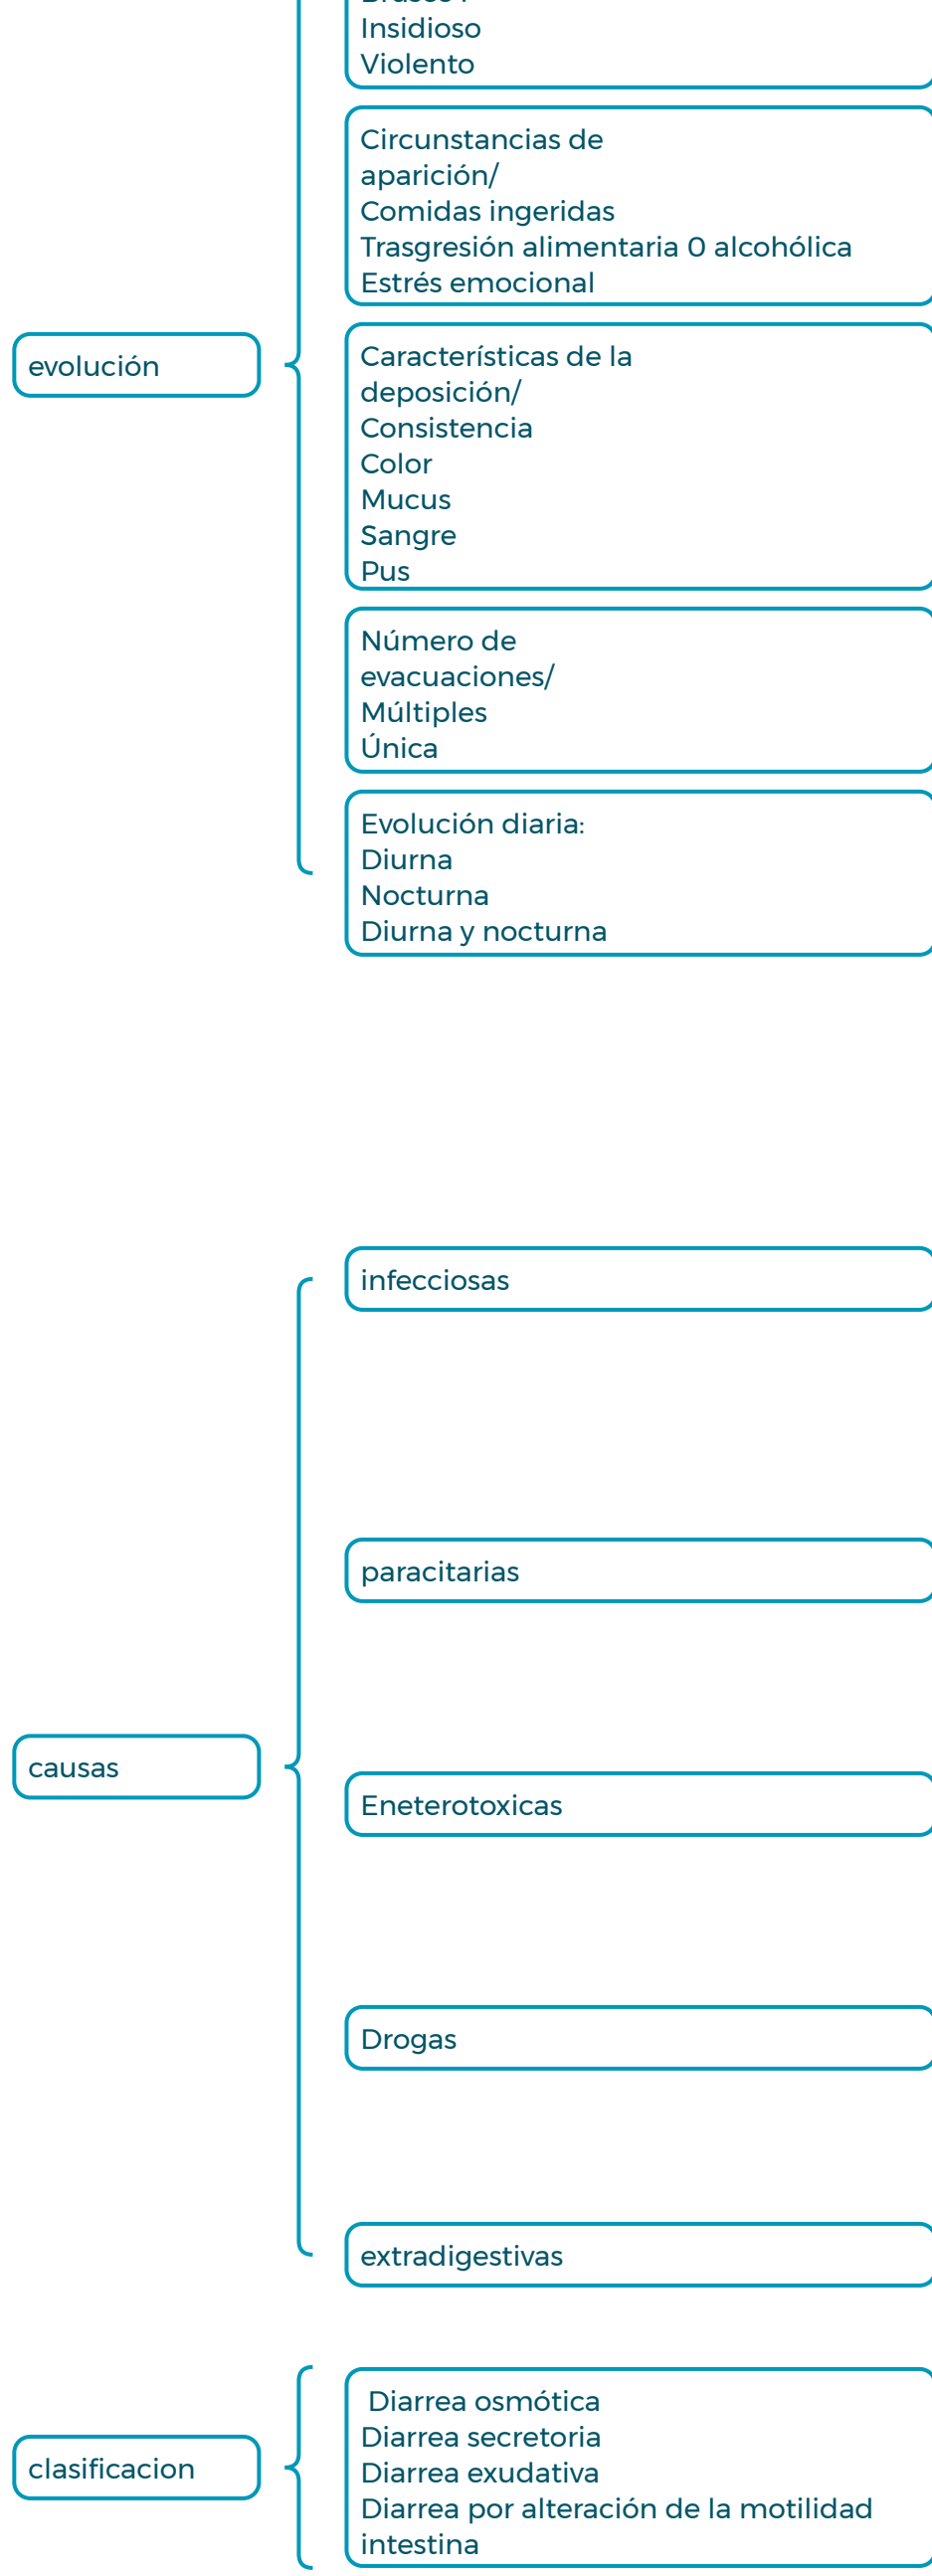 Insidioso
Violento
Circunstancias de
aparición/
Comidas ingeridas
Trasgresión alimentaria 0 alcohólica
Estrés emocional
evolución
Características de la
deposición/
Consistencia
Color
Mucus
Sangre
Pus
Número de
evacuaciones/
Múltiples
Única
Evolución diaria:
Diurna
Nocturna
Diurna y nocturna
infecciosas
paracitarias
causas
Eneterotoxicas
Drogas
extradigestivas
clasificacion
Diarrea osmótica
Diarrea secretoria
Diarrea exudativa
Diarrea por alteración de la motilidad
intestina